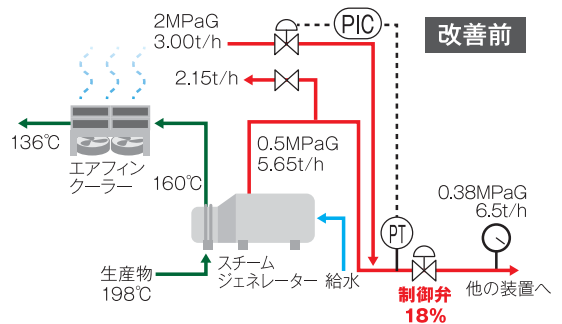 2MPaG
3.00t/h
PIC
改善前
2.15t/h
136℃
エアフィン
クーラー
160℃
0.5MPaG
5.65t/h
0.38MPaG
6.5t/h
PT
生産物
198℃
スチーム
ジェネレーター
給水
制御弁
18%
他の装置へ